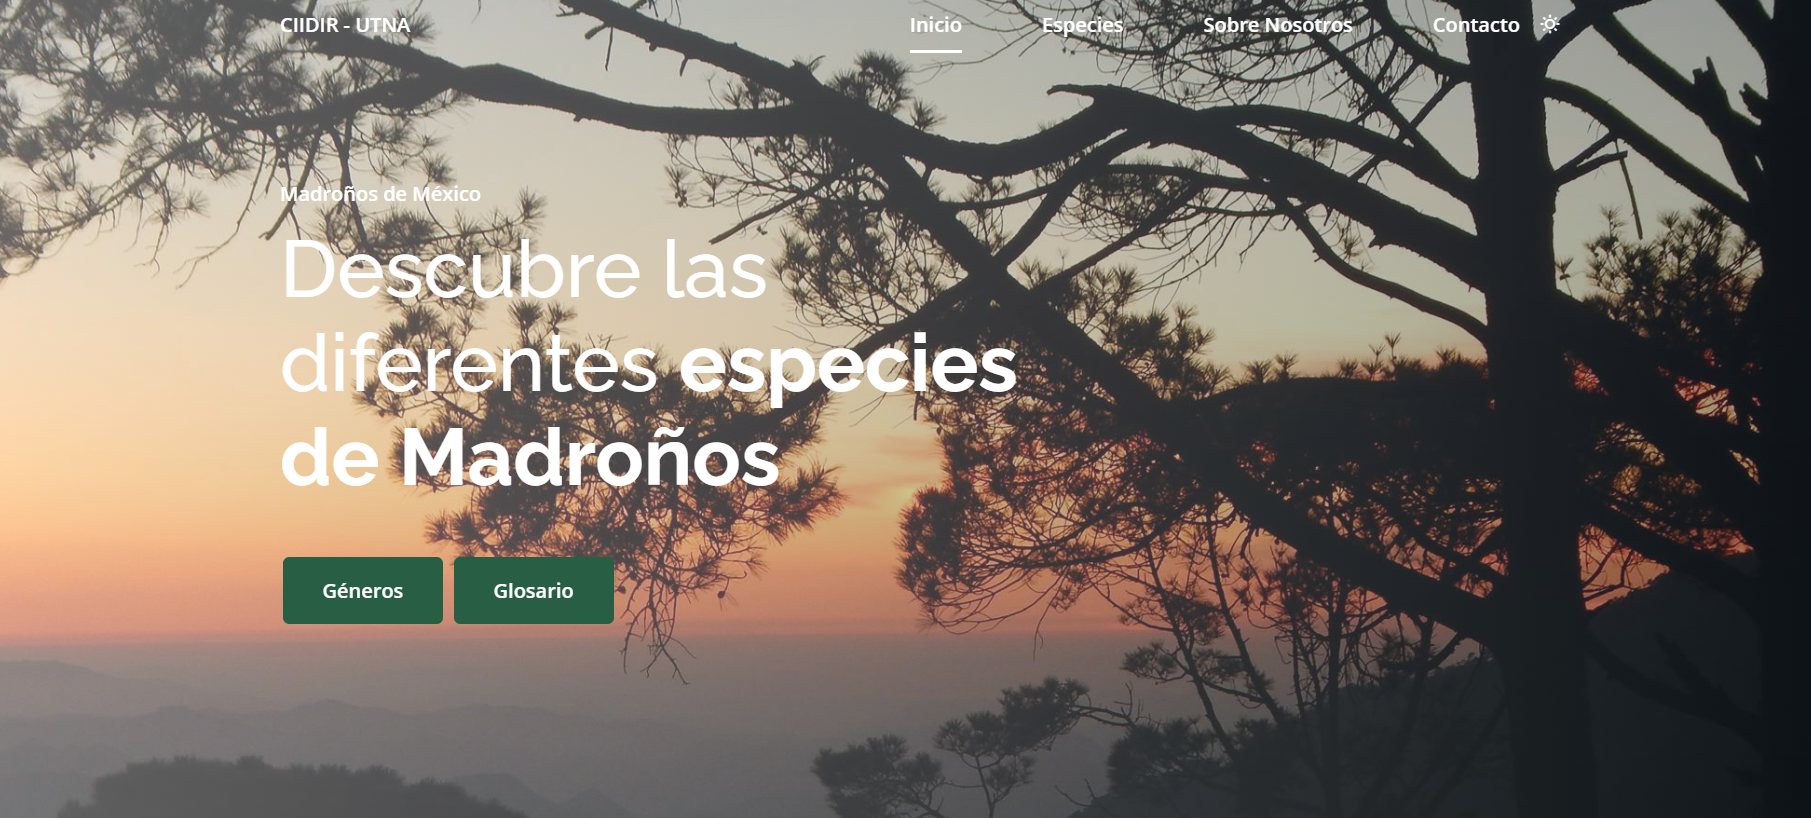 CIIDIR - UTNA
Inicio
Especies
Sobre Nosotros
Contacto
Madroños de México
Descubre las
diferentes especies
de Madroños
Géneros
Glosario